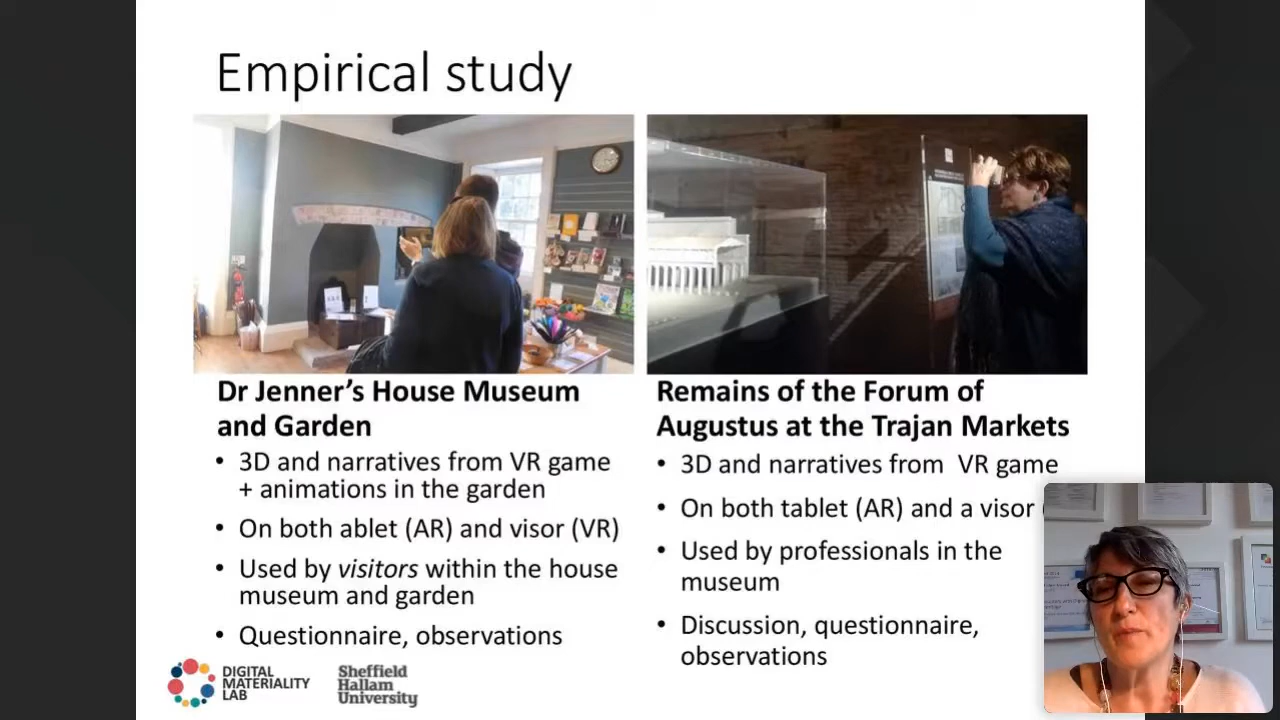 Empirical study
Dr Jenner's House Museum
and Garden
• 3D and narratives from VR game
+ animations in the garden
• On both ablet (AR) and visor (VR)
• Used by visitors within the house
museum and garden
• Questionnaire, observations
Remains of the Forum of
Augustus at the Trajan Markets
• 3D and narratives from VR game
• On both tablet (AR) and a visor
• Used by professionals in the
museum
• Discussion, questionnaire,
observations
DIGITAL
MATERIALITY
LAB
Sheffield
Hallam
University